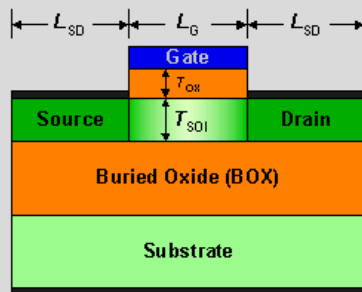 L_SD L_G L_SD
Gate
T_ox
Source T_SOI Drain
Buried Oxide (BOX)
Substrate